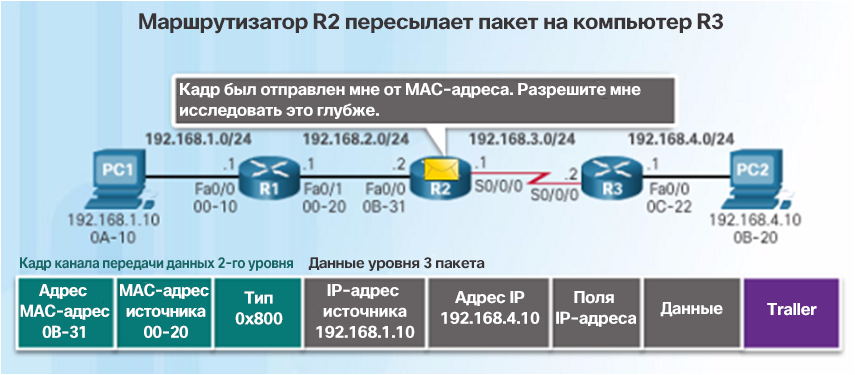 Маршрутизатор R2 пересылает пакет на компьютер R3
Кадр был отправлен мне от MAC-адреса. Разрешите мне
исследовать это глубже.
192.168.1.0/24
192.168.2.0/24
192.168.3.0/24
192.168.4.0/24
PC1
.1
R1
.1
.2
R2
.1
.2
R3
.1
PC2
Fa0/0
00-10
Fa0/1
00-20
Fa0/0
0B-31
S0/0/0
S0/0/0
Fa0/0
0C-22
192.168.1.10
0A-10
192.168.4.10
0B-20
Кадр канала передачи данных 2-го уровня
Данные уровня 3 пакета
Адрес
MAC-адрес
0B-31
MAC-адрес
источника
00-20
Тип
0x800
IP-адрес
источника
192.168.1.10
Адрес IP
192.168.4.10
Поля
IP-адреса
Данные
Traller